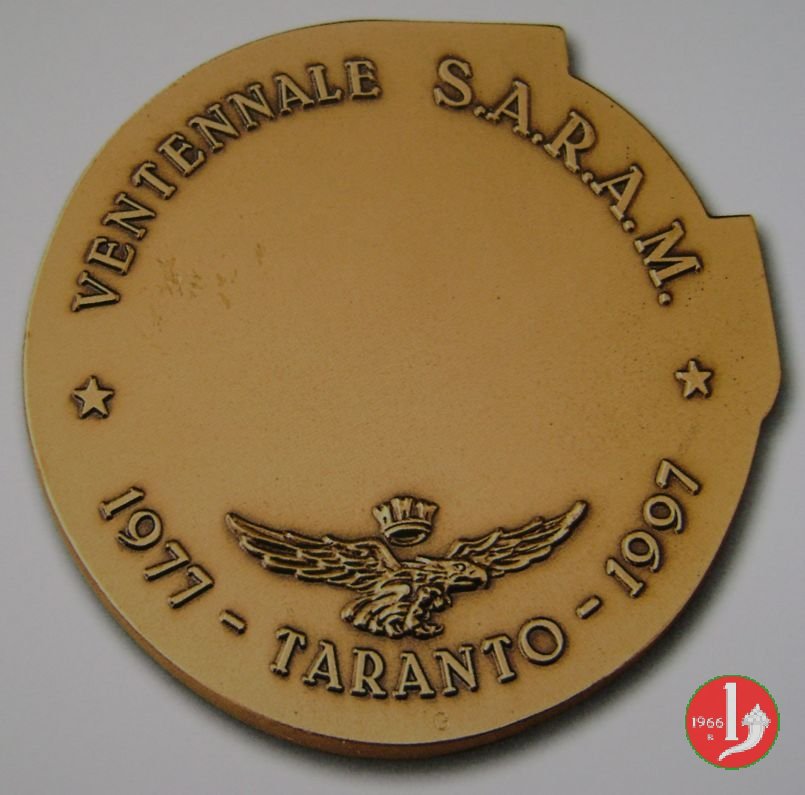 VENTENNALE S.A.R.A.M.
1977 - TARANTO - 1997
1966
R